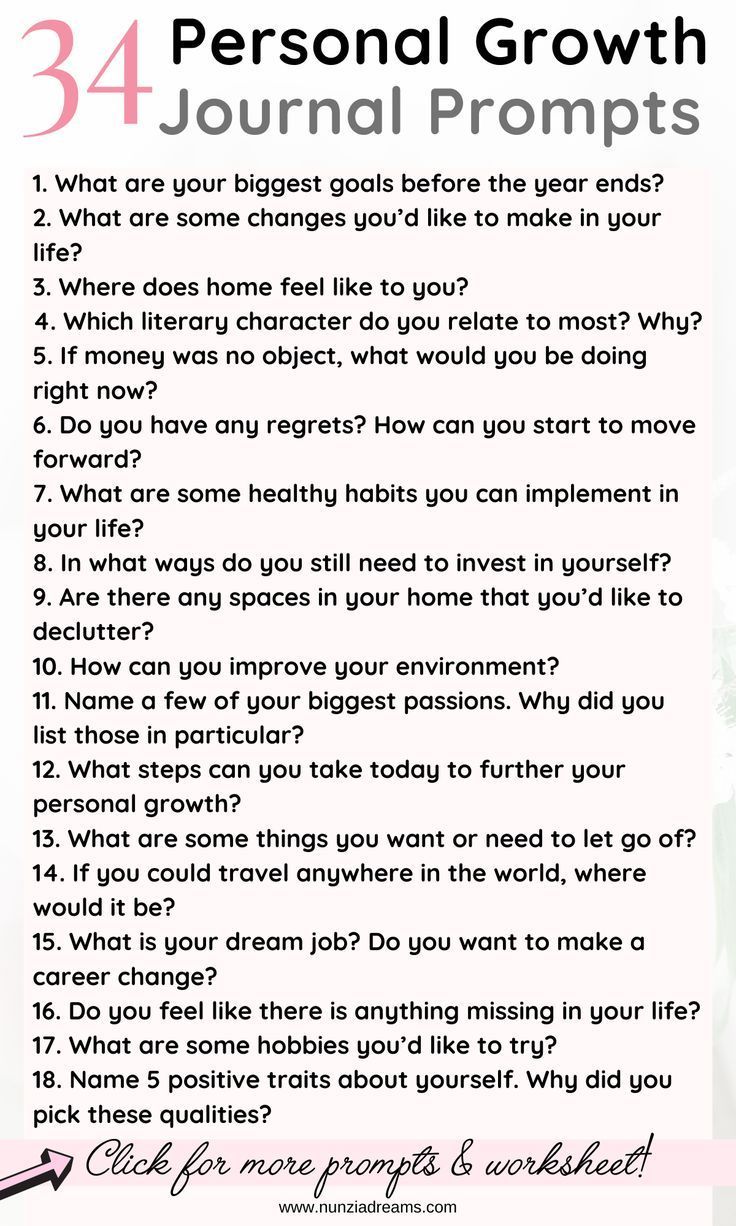 34 Personal Growth
Journal Prompts
1. What are your biggest goals before the year ends?
2. What are some changes you’d like to make in your
life?
3. Where does home feel like to you?
4. Which literary character do you relate to most? Why?
5. If money was no object, what would you be doing
right now?
6. Do you have any regrets? How can you start to move
forward?
7. What are some healthy habits you can implement in
your life?
8. In what ways do you still need to invest in yourself?
9. Are there any spaces in your home that you’d like to
declutter?
10. How can you improve your environment?
11. Name a few of your biggest passions. Why did you
list those in particular?
12. What steps can you take today to further your
personal growth?
13. What are some things you want or need to let go of?
14. If you could travel anywhere in the world, where
would it be?
15. What is your dream job? Do you want to make a
career change?
16. Do you feel like there is anything missing in your life?
17. What are some hobbies you’d like to try?
18. Name 5 positive traits about yourself. Why did you
pick these qualities?
Click for more prompts & worksheet!
www.nunziadreams.com